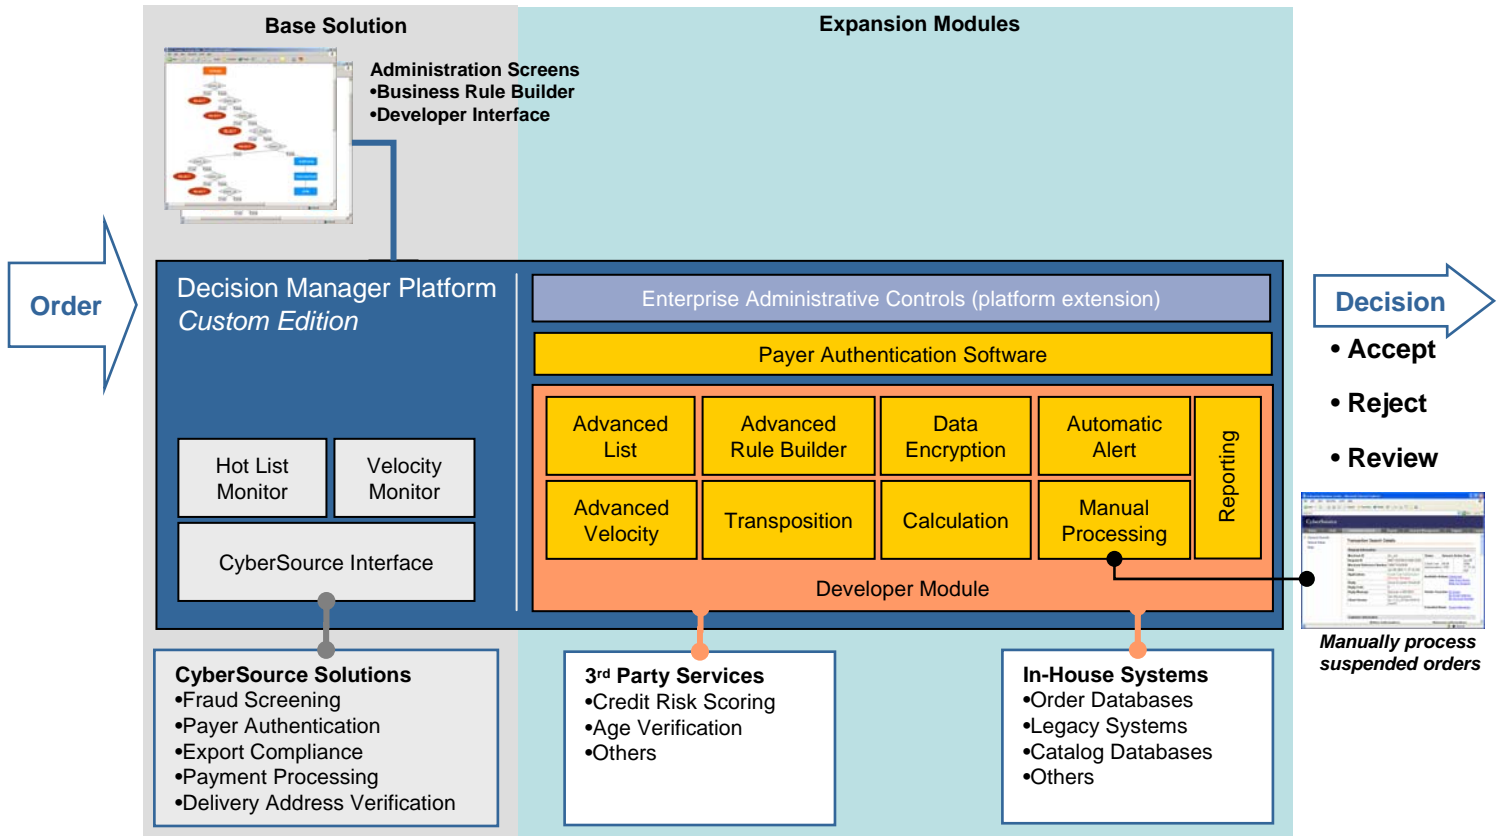 Base Solution
Expansion Modules
Administration Screens
•Business Rule Builder
•Developer Interface
Order
Decision Manager Platform
Custom Edition
Enterprise Administrative Controls (platform extension)
Payer Authentication Software
Advanced
List
Advanced
Rule Builder
Data
Encryption
Automatic
Alert
Reporting
Hot List
Monitor
Velocity
Monitor
Advanced
Velocity
Transposition
Calculation
Manual
Processing
CyberSource Interface
Developer Module
Decision
• Accept
• Reject
• Review
CyberSource
Transaction Search Details
Manually process
suspended orders
CyberSource Solutions
•Fraud Screening
•Payer Authentication
•Export Compliance
•Payment Processing
•Delivery Address Verification
3rd Party Services
•Credit Risk Scoring
•Age Verification
•Others
In-House Systems
•Order Databases
•Legacy Systems
•Catalog Databases
•Others